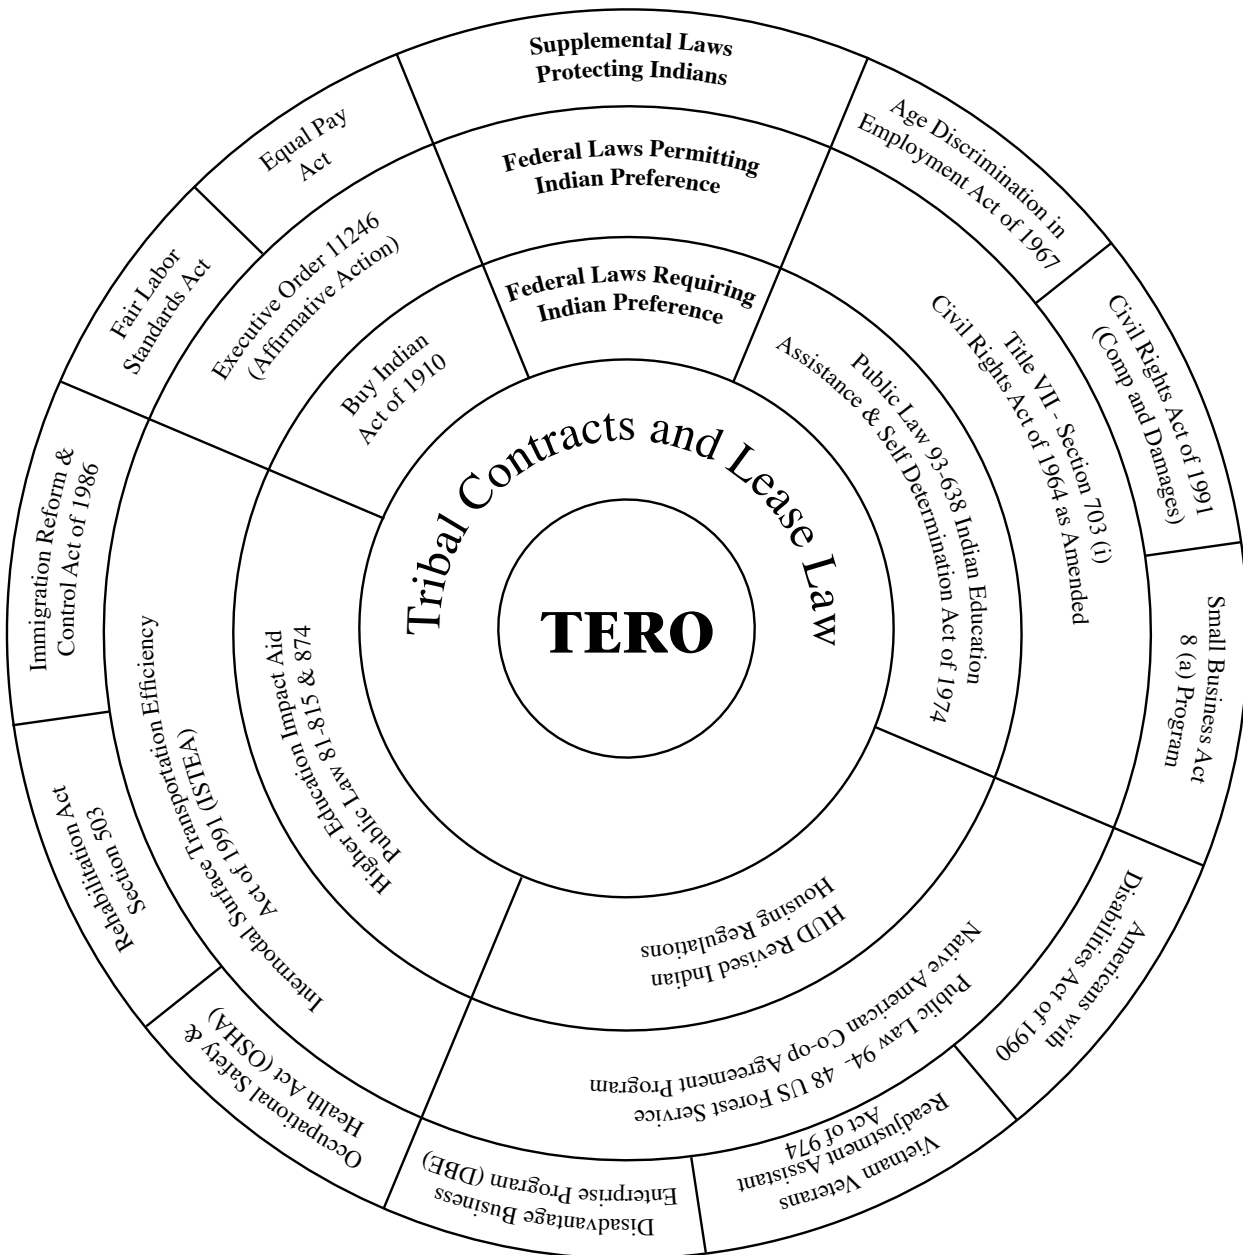 Supplemental Laws
Protecting Indians
Age Discrimination in
Employment Act of 1967
Civil Rights Act of 1991
(Comp and Damages)
Small Business Act
8 (a) Program
Americans with
Disabilities Act of 1990
Vietnam Veterans
Readjustment Assistant
Act of 974
Disadvantage Business
Enterprise Program (DBE)
Occupational Safety &
Health Act (OSHA)
Rehabilitation Act
Section 503
Immigration Reform &
Control Act of 1986
Fair Labor
Standards Act
Equal Pay
Act
Federal Laws Permitting
Indian Preference
Title VII - Section 703 (i)
Civil Rights Act of 1964 as Amended
Public Law 94- 48 US Forest Service
Native American Co-op Agreement Program
Intermodal Surface Transportation Efficiency
Act of 1991 (ISTEA)
Executive Order 11246
(Affirmative Action)
Federal Laws Requiring
Indian Preference
Public Law 93-638 Indian Education
Assistance & Self Determination Act of 1974
HUD Revised Indian
Housing Regulations
Higher Education Impact Aid
Public Law 81-815 & 874
Buy Indian
Act of 1910
Tribal Contracts and Lease Law
TERO